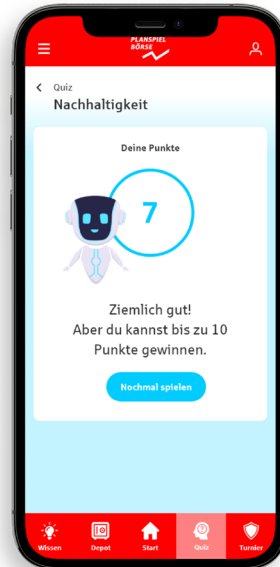 PLANSPIEL
BÖRSE
Quiz
Nachhaltigkeit
Deine Punkte
7
Ziemlich gut!
Aber du kannst bis zu 10
Punkte gewinnen.
Nochmal spielen
Wissen
Depot
Start
Quiz
Turnier